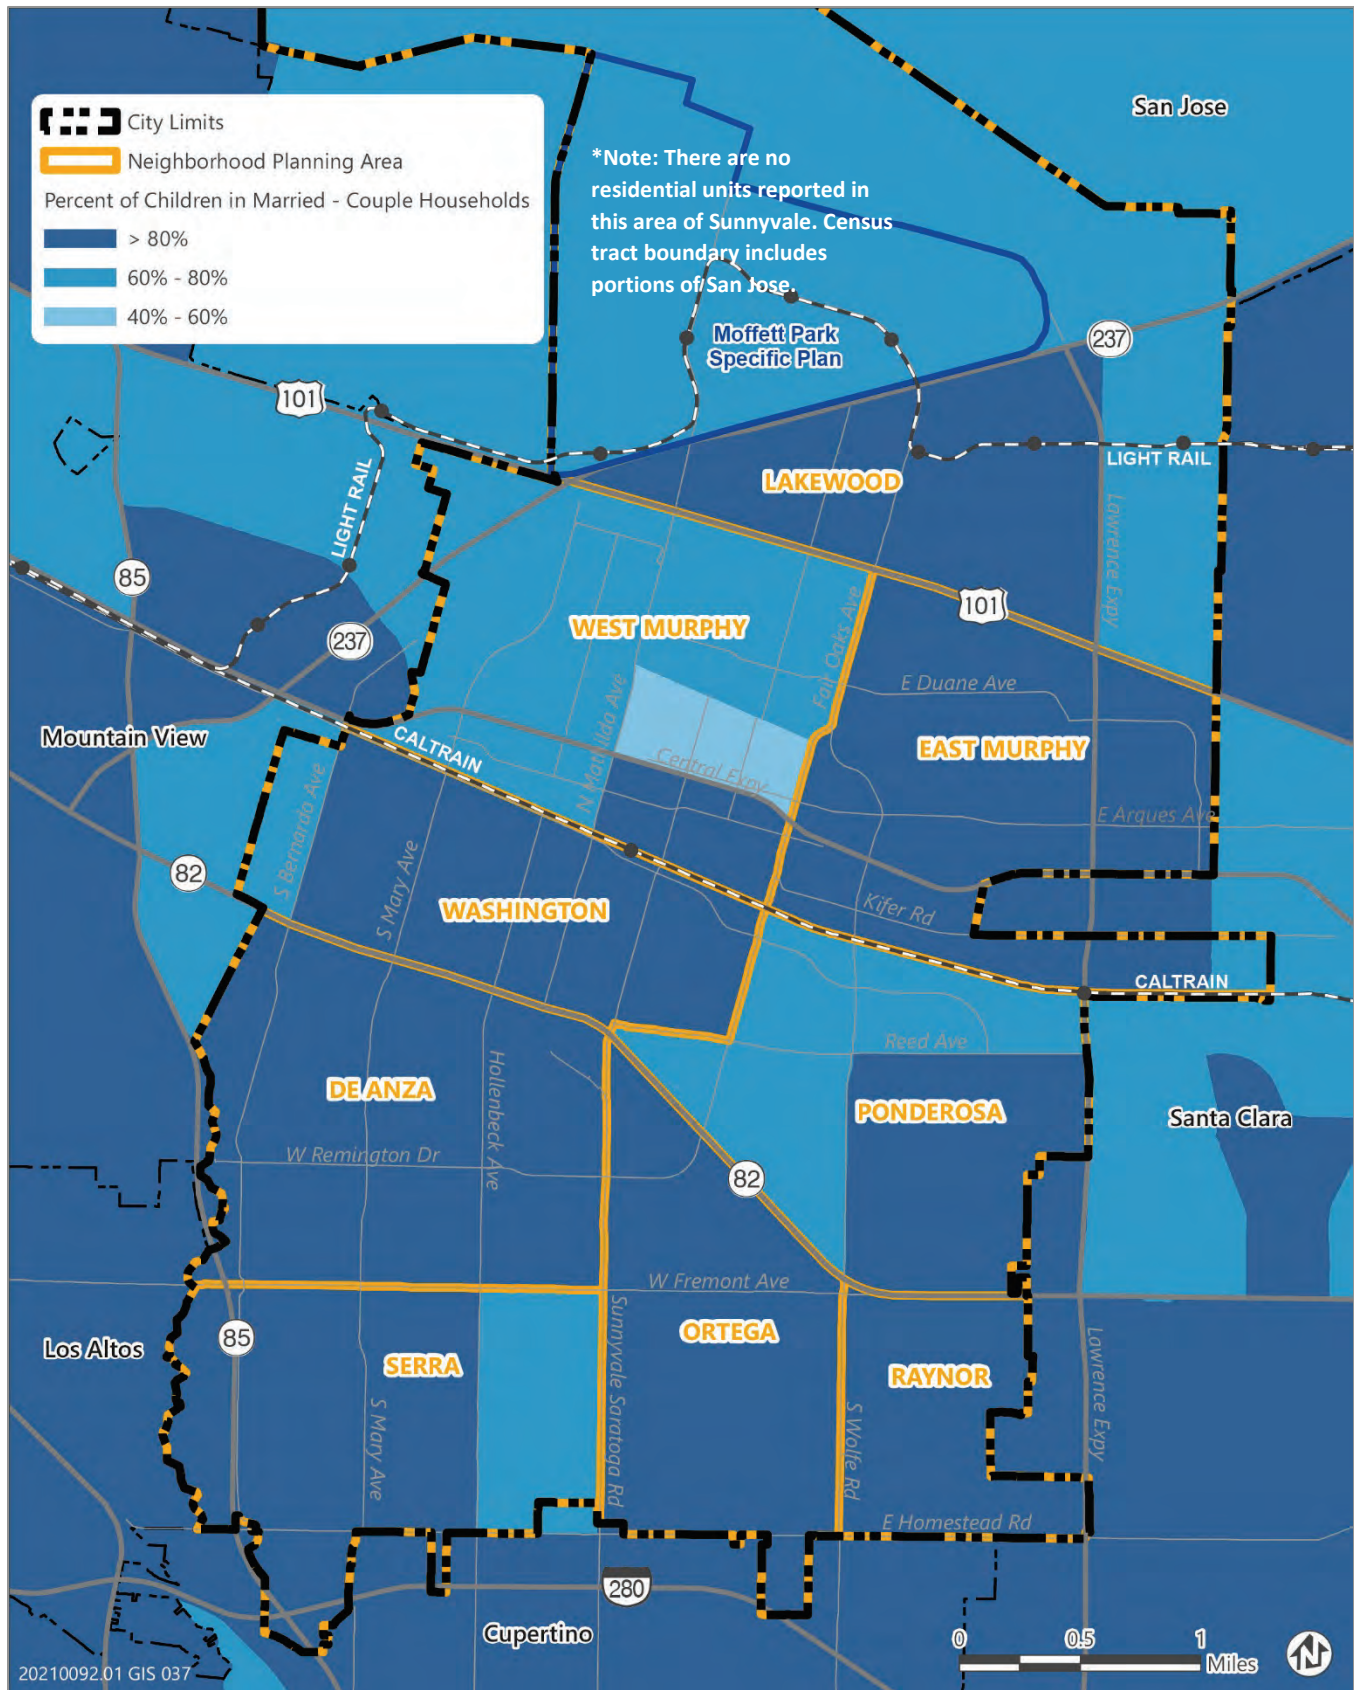 San Jose
City Limits
Neighborhood Planning Area
Percent of Children in Married - Couple Households
> 80%
60% - 80%
40% - 60%
*Note: There are no
residential units reported in
this area of Sunnyvale. Census
tract boundary includes
portions of San Jose.
Moffett Park
Specific Plan
237
101
LIGHT RAIL
LAKEWOOD
LIGHT RAIL
Lawrence Expy
85
101
237
WEST MURPHY
Fair Oaks Ave
E Duane Ave
Mountain View
CALTRAIN
N Mathilda Ave
EAST MURPHY
Central Expy
S Bernardo Ave
E Arques Ave
82
S Mary Ave
WASHINGTON
Kifer Rd
CALTRAIN
Reed Ave
DE ANZA
Hollenbeck Ave
PONDEROSA
Santa Clara
W Remington Dr
82
W Fremont Ave
Los Altos
85
SERRA
Sunnyvale Saratoga Rd
ORTEGA
RAYNOR
Lawrence Expy
S Mary Ave
S Wolfe Rd
E Homestead Rd
280
Cupertino
0 0.5 1
Miles
N
20210092.01 GIS 037